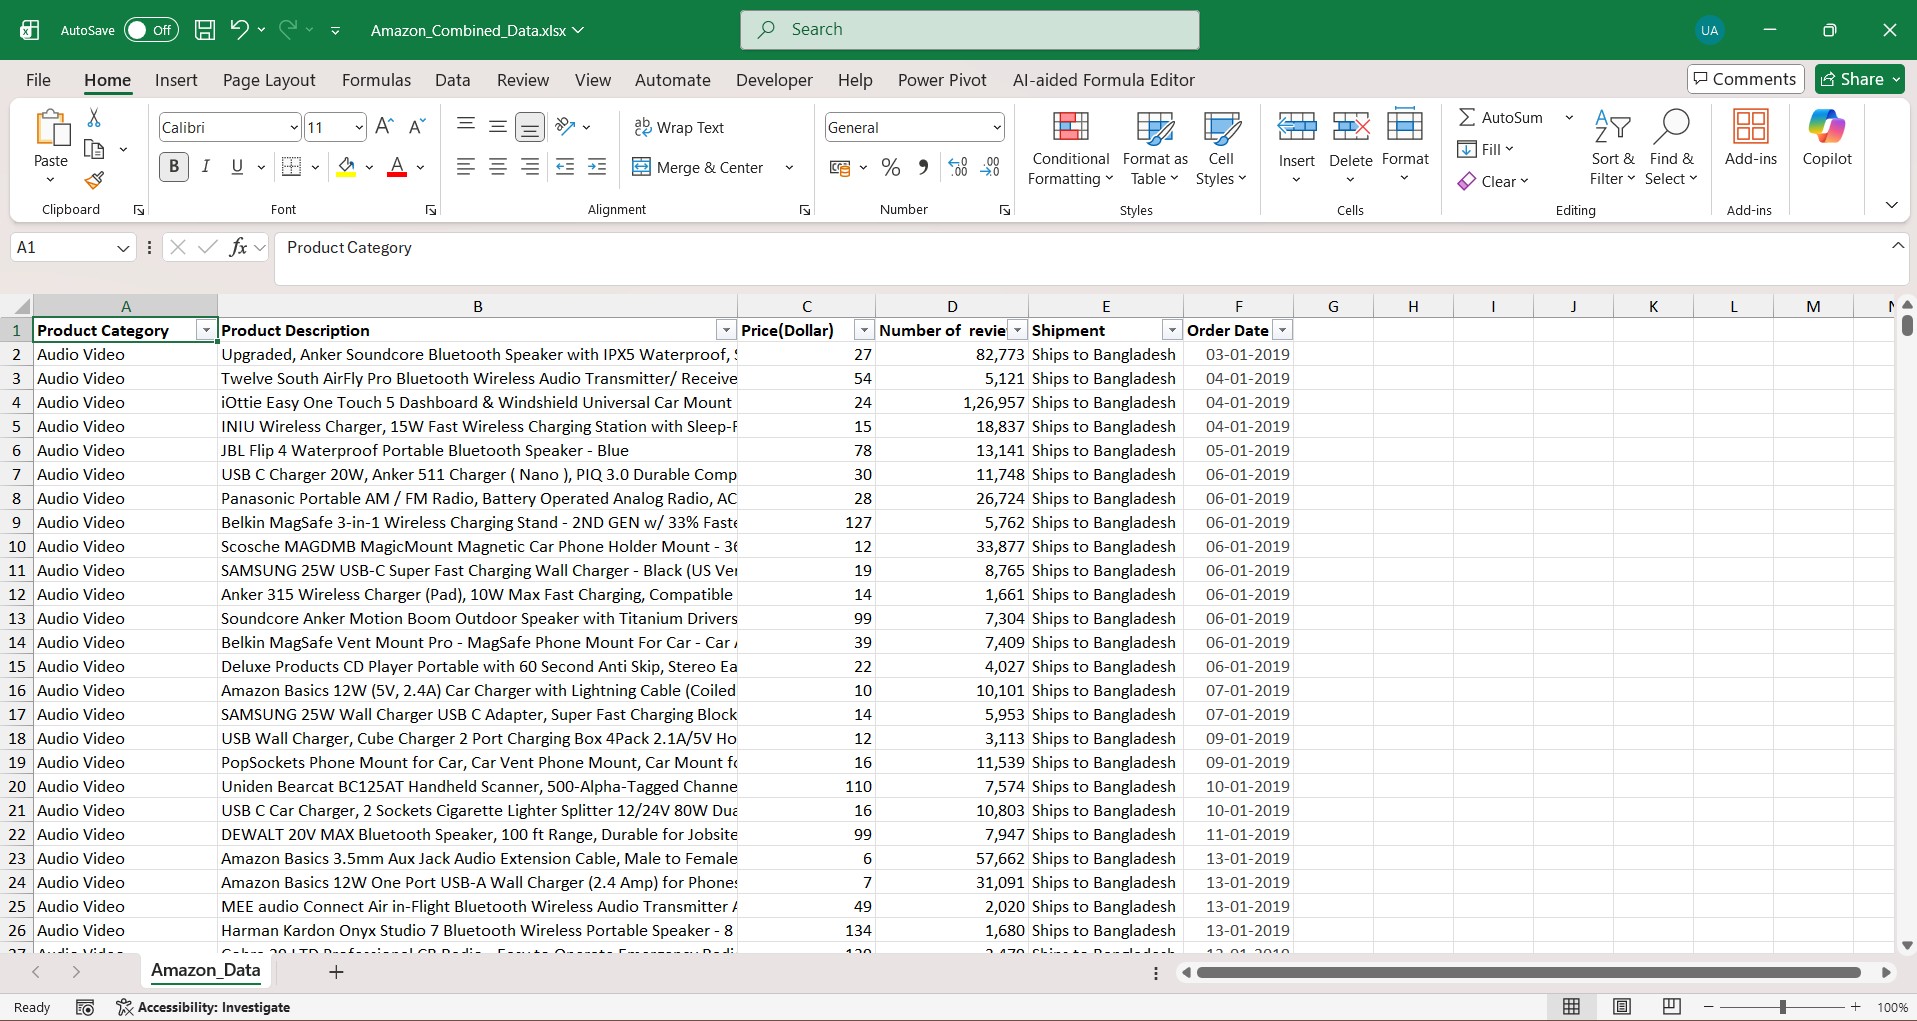 AutoSave Off Amazon_Combined_Data.xlsx Search UA
File Home Insert Page Layout Formulas Data Review View Automate Developer Help Power Pivot AI-aided Formula Editor Comments Share
Paste
Clipboard
Calibri 11
B I U
Font
Wrap Text
Merge & Center
Alignment
General
Number
Conditional Formatting
Format as Table
Cell Styles
Styles
Insert Delete Format
Cells
AutoSum
Fill
Clear
Sort & Filter
Find & Select
Editing
Add-ins
Add-ins
Copilot
A1 fx Product Category
A B C D E F G H I J K L M
1 Product Category Product Description Price(Dollar) Number of revie Shipment Order Date
2 Audio Video Upgraded, Anker Soundcore Bluetooth Speaker with IPX5 Waterproof, 27 82,773 Ships to Bangladesh 03-01-2019
3 Audio Video Twelve South AirFly Pro Bluetooth Wireless Audio Transmitter/ Receive 54 5,121 Ships to Bangladesh 04-01-2019
4 Audio Video iOttie Easy One Touch 5 Dashboard & Windshield Universal Car Mount 24 1,26,957 Ships to Bangladesh 04-01-2019
5 Audio Video INIU Wireless Charger, 15W Fast Wireless Charging Station with Sleep-F 15 18,837 Ships to Bangladesh 04-01-2019
6 Audio Video JBL Flip 4 Waterproof Portable Bluetooth Speaker - Blue 78 13,141 Ships to Bangladesh 05-01-2019
7 Audio Video USB C Charger 20W, Anker 511 Charger ( Nano ), PIQ 3.0 Durable Comp 30 11,748 Ships to Bangladesh 06-01-2019
8 Audio Video Panasonic Portable AM / FM Radio, Battery Operated Analog Radio, AC 28 26,724 Ships to Bangladesh 06-01-2019
9 Audio Video Belkin MagSafe 3-in-1 Wireless Charging Stand - 2ND GEN w/ 33% Faste 127 5,762 Ships to Bangladesh 06-01-2019
10 Audio Video Scosche MAGDMB MagicMount Magnetic Car Phone Holder Mount - 36 12 33,877 Ships to Bangladesh 06-01-2019
11 Audio Video SAMSUNG 25W USB-C Super Fast Charging Wall Charger - Black (US Ver 19 8,765 Ships to Bangladesh 06-01-2019
12 Audio Video Anker 315 Wireless Charger (Pad), 10W Max Fast Charging, Compatible 14 1,661 Ships to Bangladesh 06-01-2019
13 Audio Video Soundcore Anker Motion Boom Outdoor Speaker with Titanium Drivers 99 7,304 Ships to Bangladesh 06-01-2019
14 Audio Video Belkin MagSafe Vent Mount Pro - MagSafe Phone Mount For Car - Car 39 7,409 Ships to Bangladesh 06-01-2019
15 Audio Video Deluxe Products CD Player Portable with 60 Second Anti Skip, Stereo Ea 22 4,027 Ships to Bangladesh 06-01-2019
16 Audio Video Amazon Basics 12W (5V, 2.4A) Car Charger with Lightning Cable (Coiled 10 10,101 Ships to Bangladesh 07-01-2019
17 Audio Video SAMSUNG 25W Wall Charger USB C Adapter, Super Fast Charging Block 14 5,953 Ships to Bangladesh 07-01-2019
18 Audio Video USB Wall Charger, Cube Charger 2 Port Charging Box 4Pack 2.1A/5V Ho 12 3,113 Ships to Bangladesh 09-01-2019
19 Audio Video PopSockets Phone Mount for Car, Car Vent Phone Mount, Car Mount fo 16 11,539 Ships to Bangladesh 09-01-2019
20 Audio Video Uniden Bearcat BC125AT Handheld Scanner, 500-Alpha-Tagged Channe 110 7,574 Ships to Bangladesh 10-01-2019
21 Audio Video USB C Car Charger, 2 Sockets Cigarette Lighter Splitter 12/24V 80W Dua 16 10,803 Ships to Bangladesh 10-01-2019
22 Audio Video DEWALT 20V MAX Bluetooth Speaker, 100 ft Range, Durable for Jobsite 99 7,947 Ships to Bangladesh 11-01-2019
23 Audio Video Amazon Basics 3.5mm Aux Jack Audio Extension Cable, Male to Female 6 57,662 Ships to Bangladesh 13-01-2019
24 Audio Video Amazon Basics 12W One Port USB-A Wall Charger (2.4 Amp) for Phones 7 31,091 Ships to Bangladesh 13-01-2019
25 Audio Video MEE audio Connect Air in-Flight Bluetooth Wireless Audio Transmitter 49 2,020 Ships to Bangladesh 13-01-2019
26 Audio Video Harman Kardon Onyx Studio 7 Bluetooth Wireless Portable Speaker - 8 134 1,680 Ships to Bangladesh 13-01-2019
Amazon_Data
Ready Accessibility: Investigate 100%